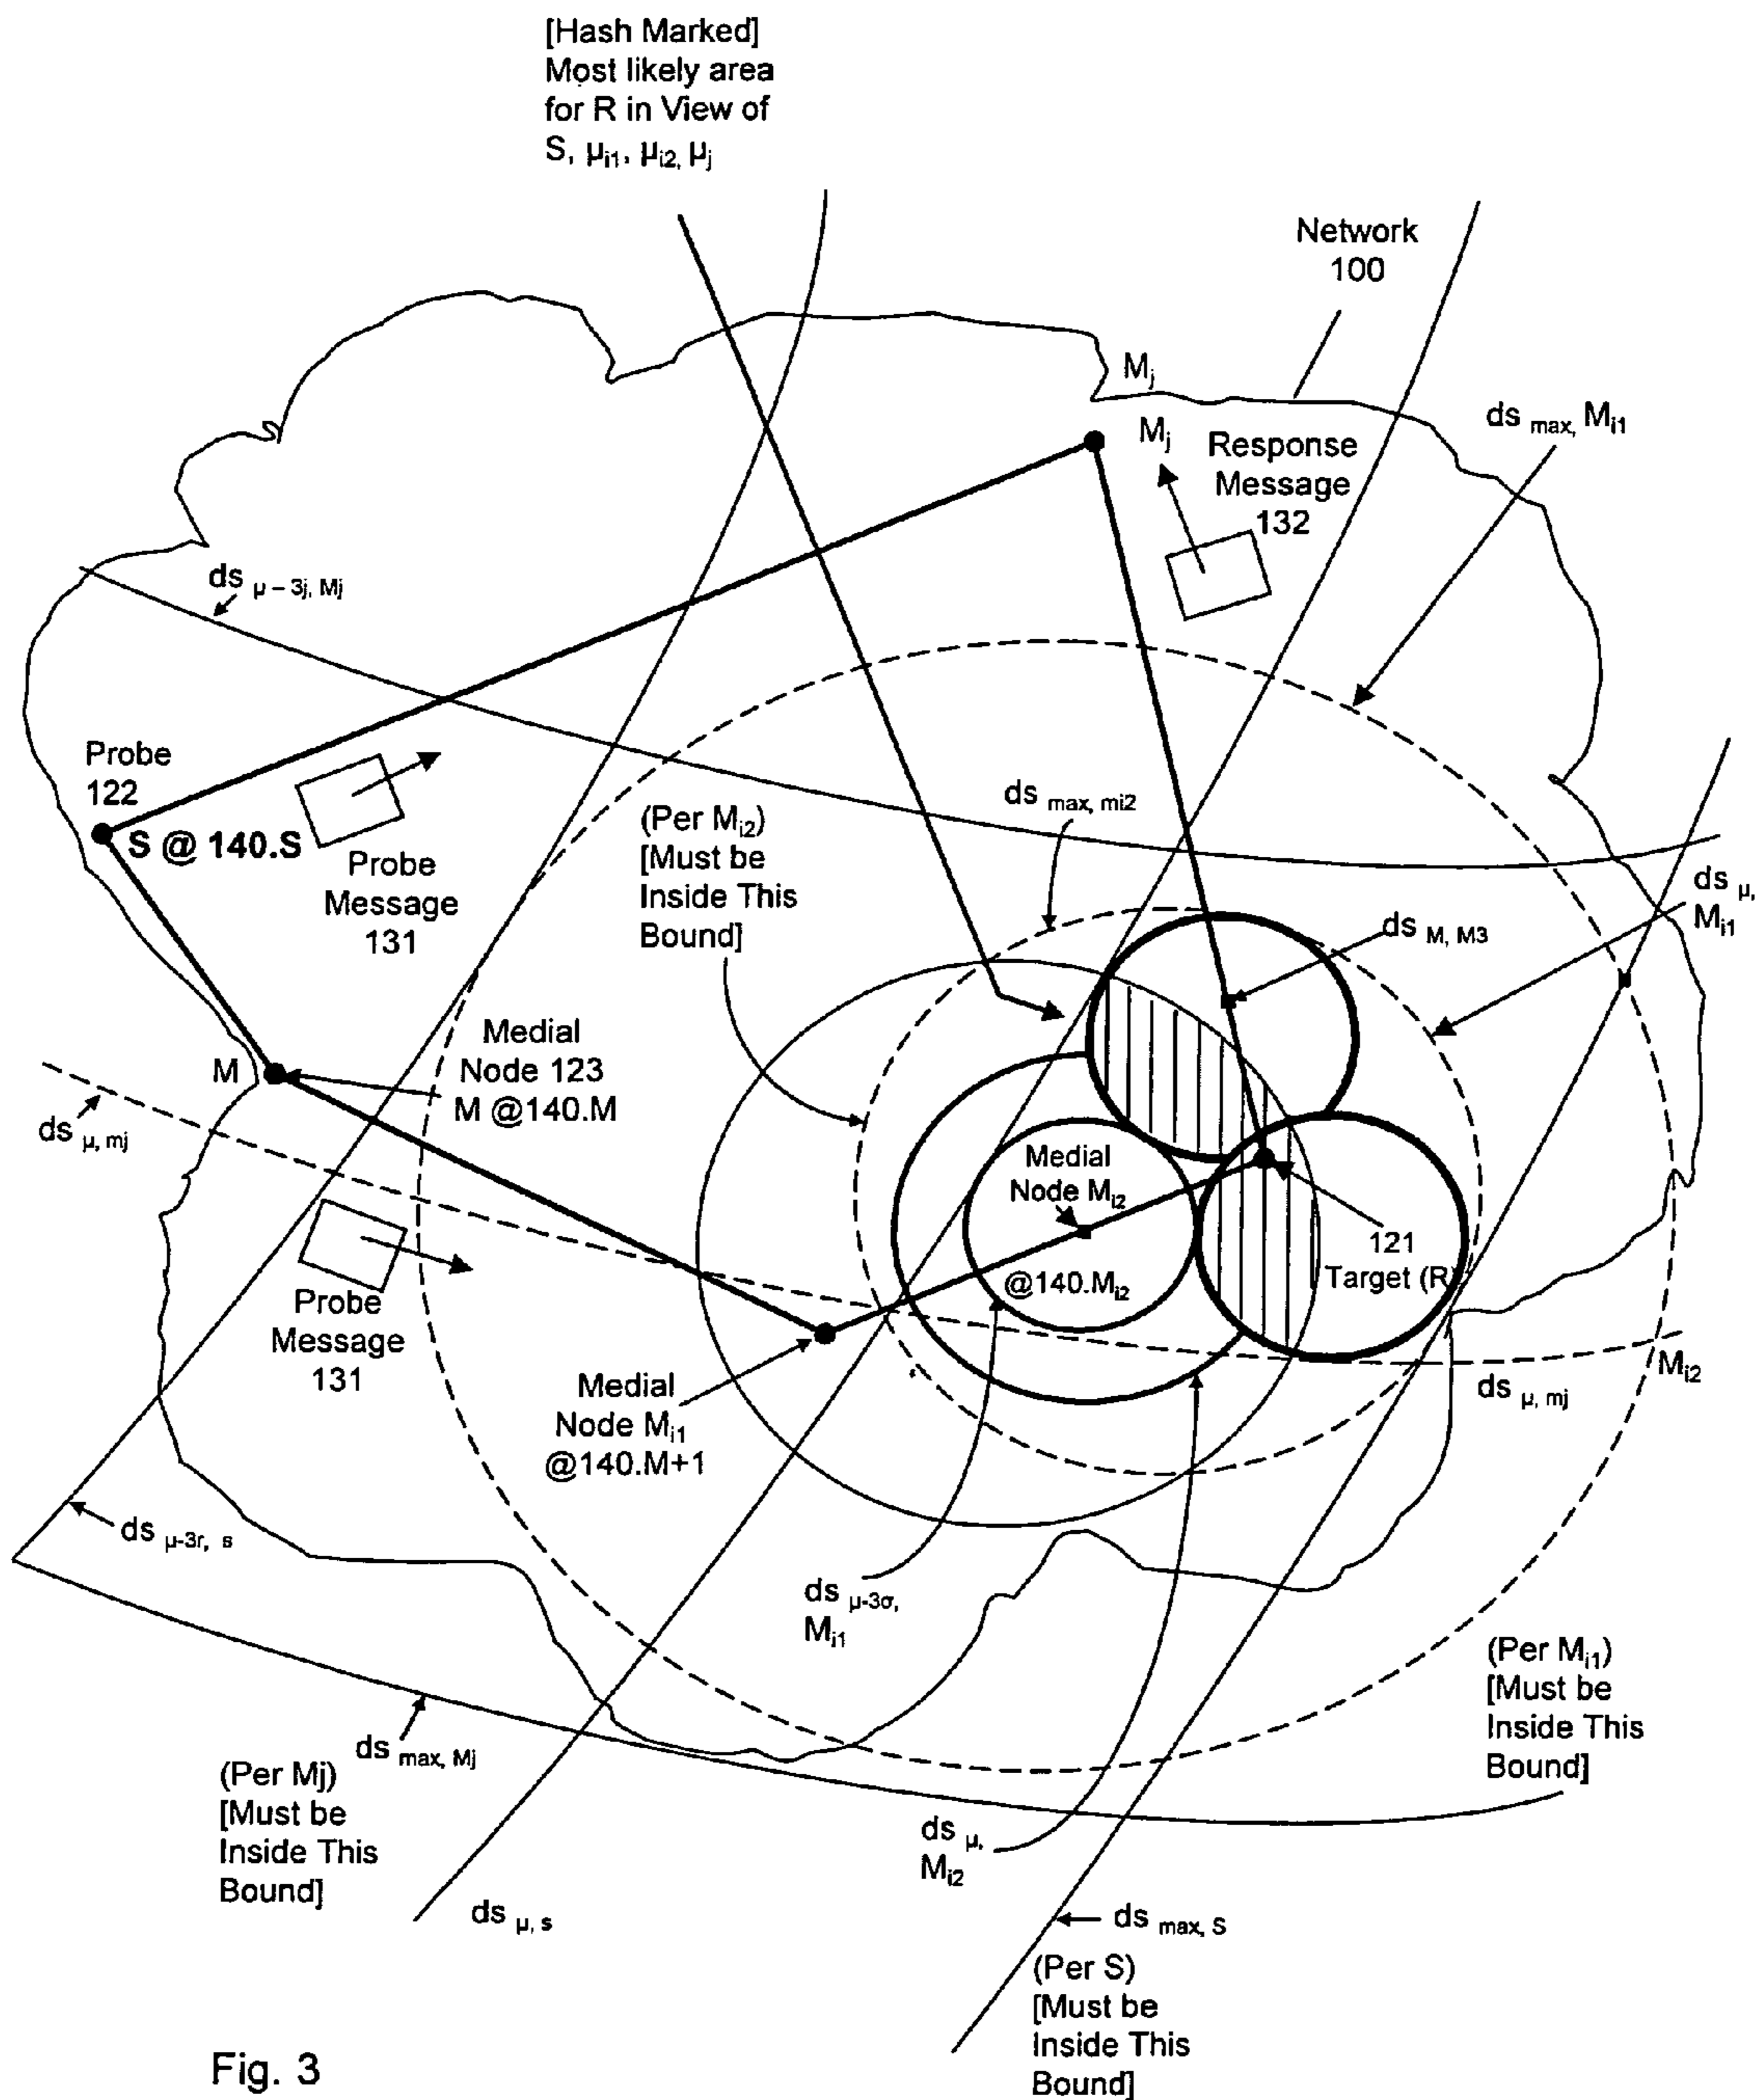 [Hash Marked]
Most likely area
for R in View of
S, μi1, μi2, μj
Network
100
Mj
Mj
Response
Message
132
ds max, Mi1
ds μ – 3j, Mj
Probe
122
S @ 140.S
Probe
Message
131
(Per Mi2)
[Must be
Inside This
Bound]
ds max, mi2
ds μ,
Mi1
ds M, M3
M
Medial
Node 123
M @140.M
ds μ, mj
Medial
Node Mi2
@140.Mi2
121
Target (R)
Probe
Message
131
Medial
Node Mi1
@140.M+1
Mi2
ds μ, mj
ds μ-3r, s
ds μ-3σ,
Mi1
(Per Mi1)
[Must be
Inside This
Bound]
ds max, Mj
(Per Mj)
[Must be
Inside This
Bound]
ds μ,
Mi2
ds μ, s
ds max, S
(Per S)
[Must be
Inside This
Bound]
Fig. 3